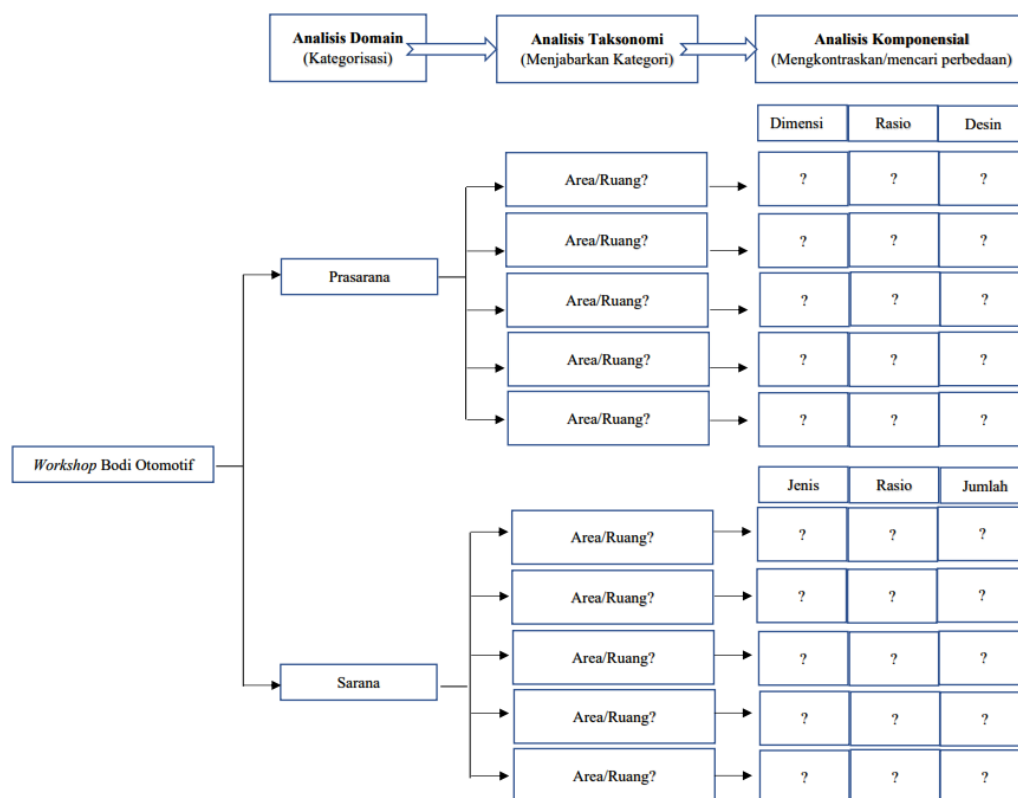 Analisis Domain
(Kategorisasi)
Analisis Taksonomi
(Menjabarkan Kategori)
Analisis Komponensial
(Mengkontraskan/mencari perbedaan)
Dimensi Rasio Desin
Area/Ruang? ? ? ?
Area/Ruang? ? ? ?
Prasarana
Area/Ruang? ? ? ?
Area/Ruang? ? ? ?
Area/Ruang? ? ? ?
Workshop Bodi Otomotif
Jenis Rasio Jumlah
Area/Ruang? ? ? ?
Area/Ruang? ? ? ?
Area/Ruang? ? ? ?
Sarana
Area/Ruang? ? ? ?
Area/Ruang? ? ? ?